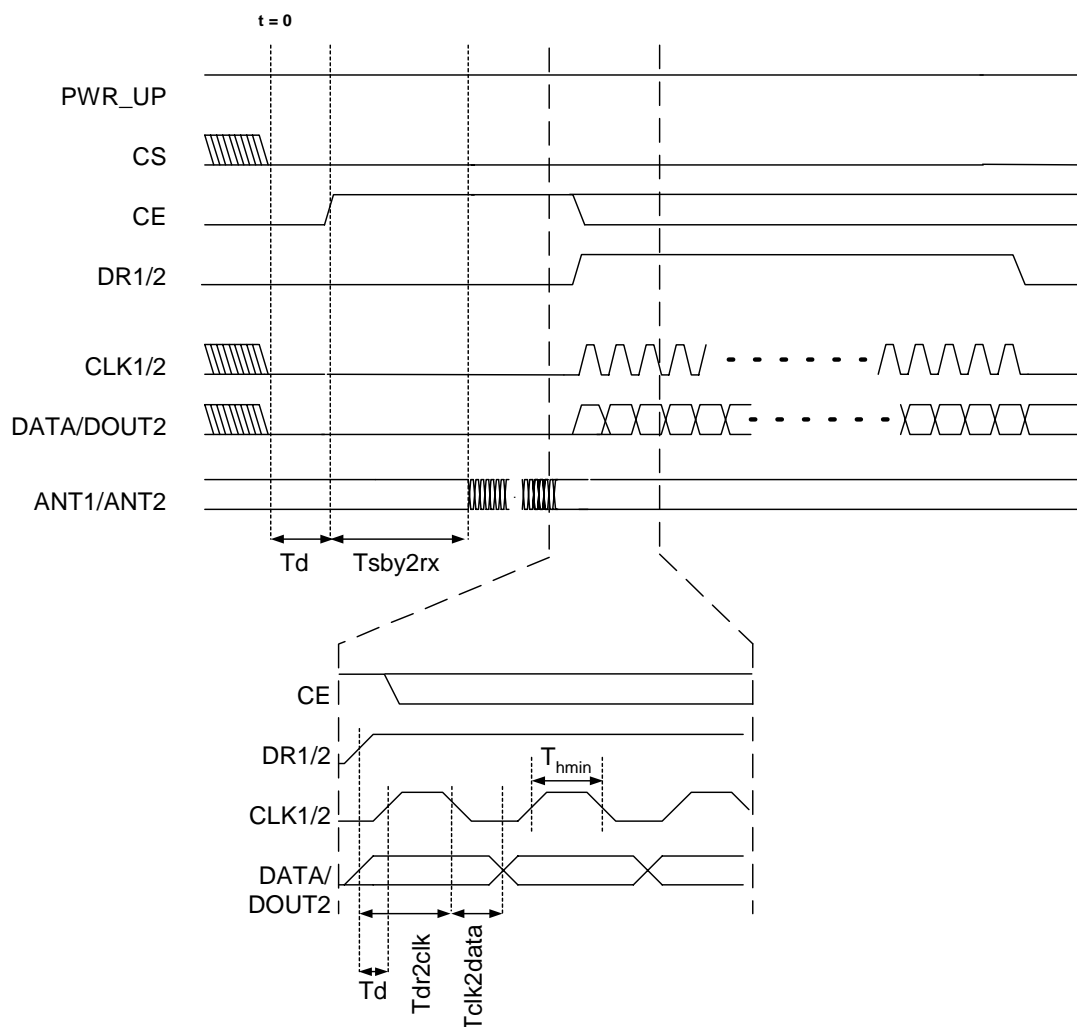 t = 0
PWR_UP
CS
CE
DR1/2
CLK1/2
DATA/DOUT2
ANT1/ANT2
Td
Tsby2rx
CE
DR1/2
Thmin
CLK1/2
DATA/
DOUT2
Td
Tdr2clk
Tclk2data